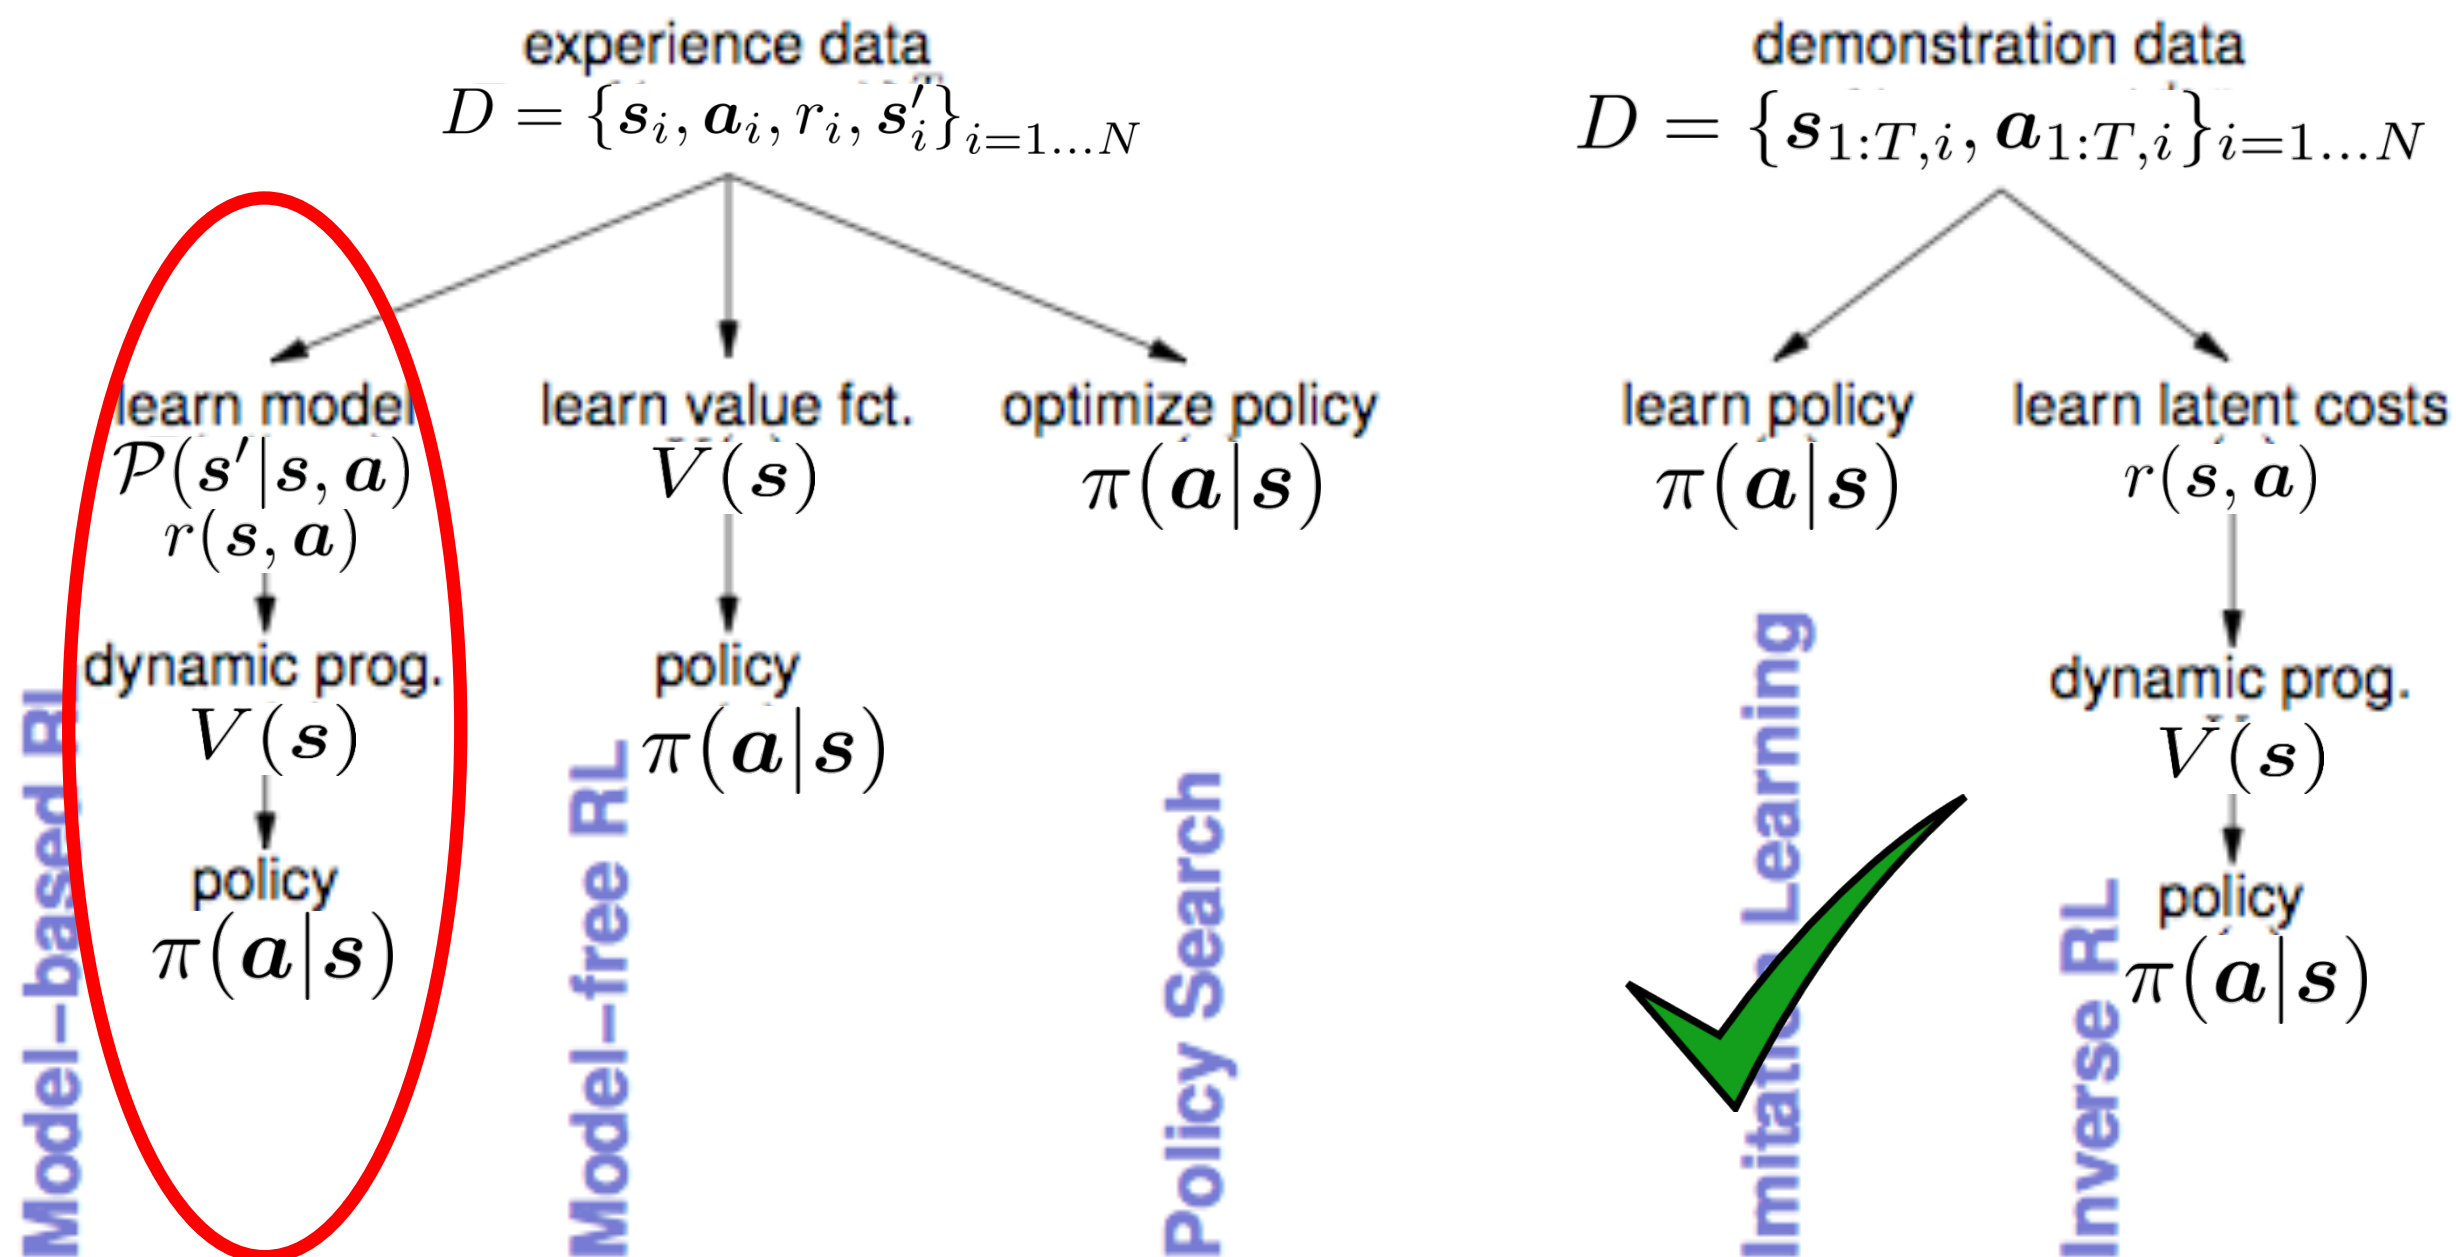 experience data
D = {s_i, a_i, r_i, s'_i}_{i=1...N}
learn model
P(s'|s, a)
r(s, a)
dynamic prog.
V(s)
policy
π(a|s)
Model-based RL
learn value fct.
V(s)
policy
π(a|s)
Model-free RL
optimize policy
π(a|s)
Policy Search
demonstration data
D = {s_{1:T,i}, a_{1:T,i}}_{i=1...N}
learn policy
π(a|s)
Imitation Learning
learn latent costs
r(s, a)
dynamic prog.
V(s)
policy
π(a|s)
Inverse RL